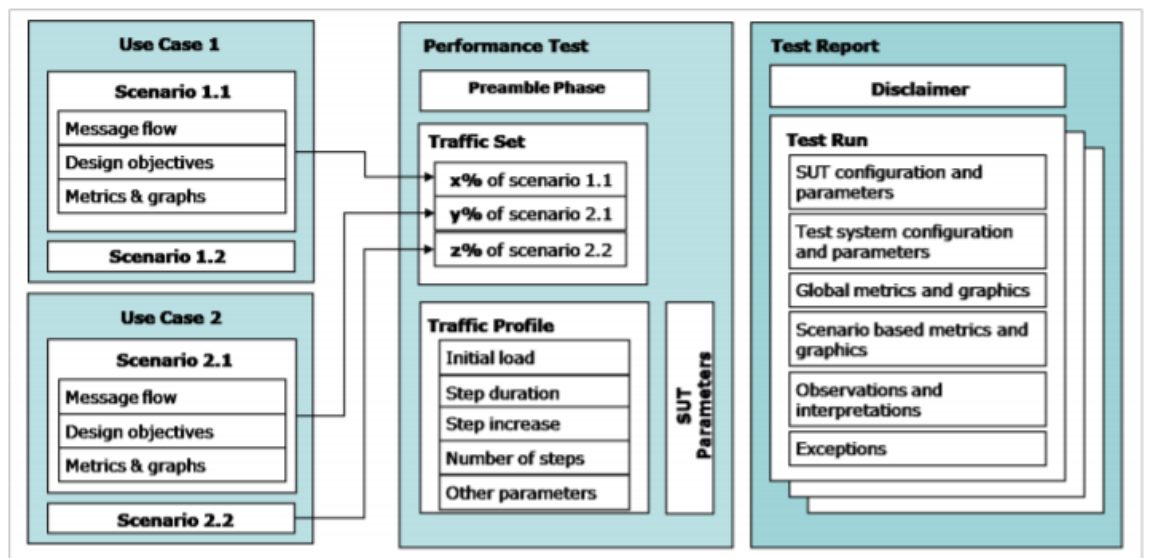 Use Case 1
Scenario 1.1
Message flow
Design objectives
Metrics & graphs
Scenario 1.2
Use Case 2
Scenario 2.1
Message flow
Design objectives
Metrics & graphs
Scenario 2.2
Performance Test
Preamble Phase
Traffic Set
x% of scenario 1.1
y% of scenario 2.1
z% of scenario 2.2
Traffic Profile
Initial load
Step duration
Step increase
Number of steps
Other parameters
SUT
Parameters
Test Report
Disclaimer
Test Run
SUT configuration and
parameters
Test system configuration
and parameters
Global metrics and graphics
Scenario based metrics and
graphics
Observations and
interpretations
Exceptions